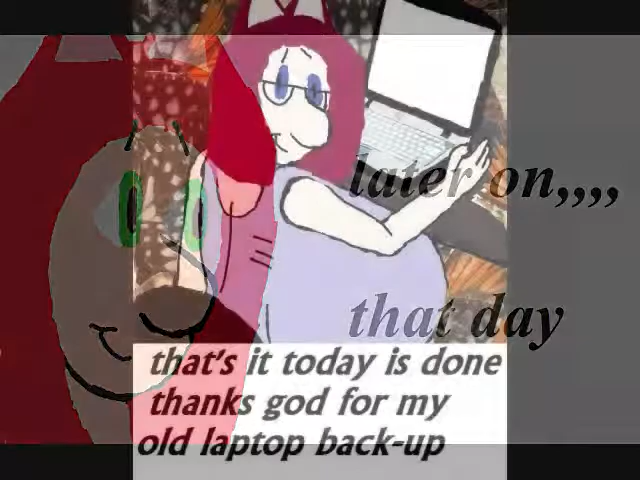 later on,,,,
that day
that's it today is done
thanks god for my
old laptop back-up